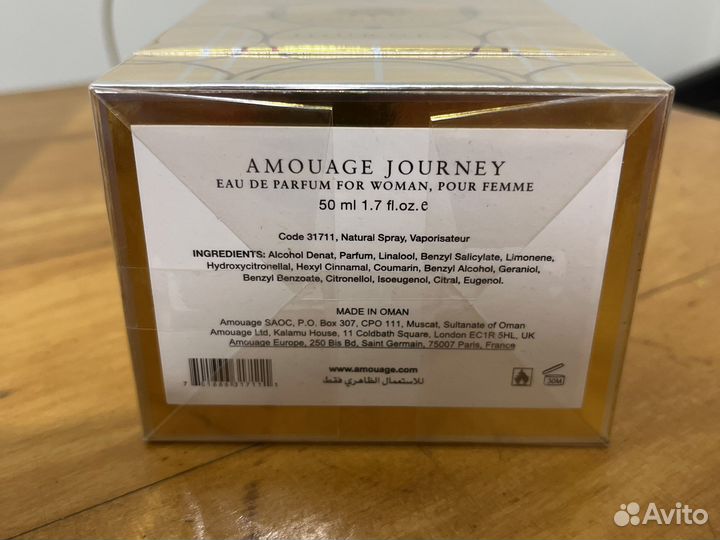 AMOUAGE JOURNEY
EAU DE PARFUM FOR WOMAN, POUR FEMME
50 ml 1.7 fl.oz.e
Code 31711, Natural Spray, Vaporisateur
INGREDIENTS: Alcohol Denat, Parfum, Linalool, Benzyl Salicylate, Limonene,
Hydroxycitronellal, Hexyl Cinnamal, Coumarin, Benzyl Alcohol, Geraniol,
Benzyl Benzoate, Citronellol, Isoeugenol, Citral, Eugenol.
MADE IN OMAN
Amouage SAOC, P.O. Box 307, CPO 111, Muscat, Sultanate of Oman
Amouage Ltd, Kalamu House, 11 Coldbath Square, London EC1R 5HL, UK
Amouage Europe, 250 Bis Bd, Saint Germain, 75007 Paris, France
www.amouage.com
للاستعمال الظاهري فقط
30M
Avito